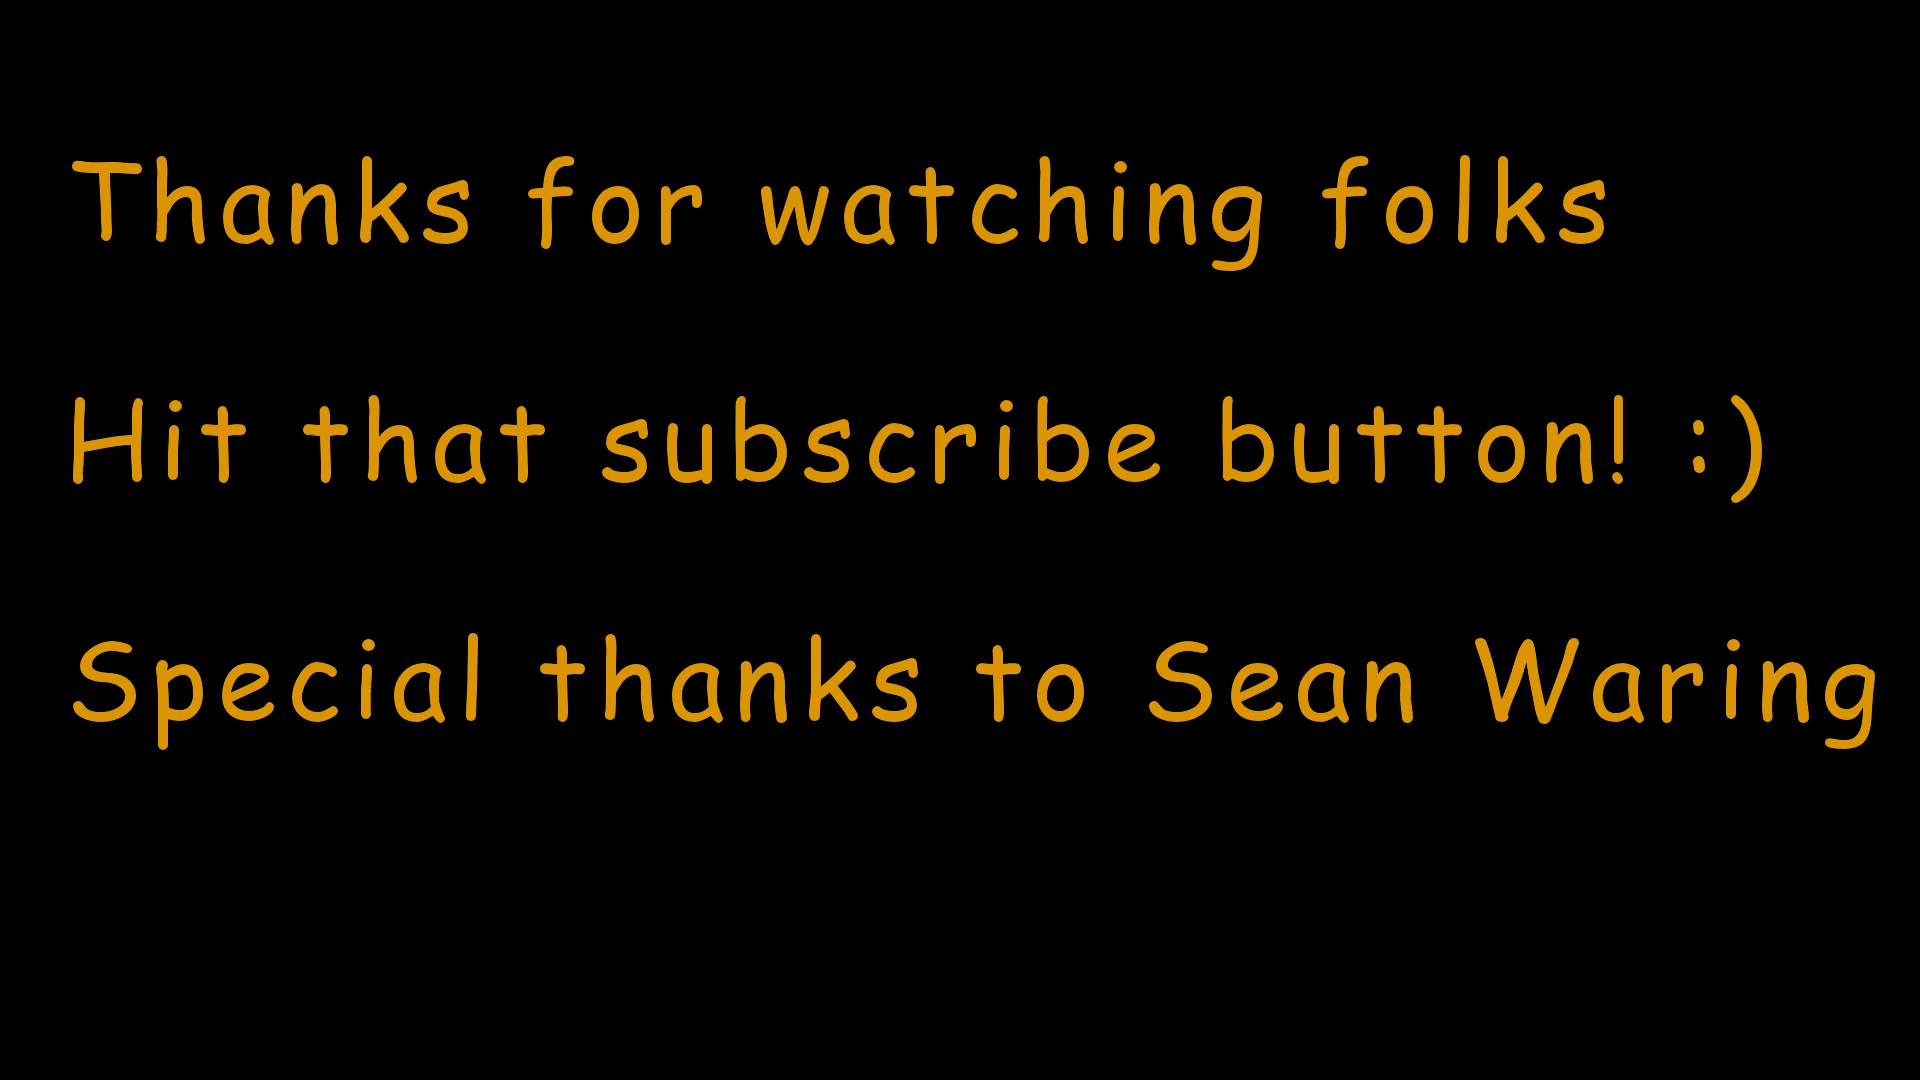 Thanks for watching folks
Hit that subscribe button! :)
Special thanks to Sean Waring